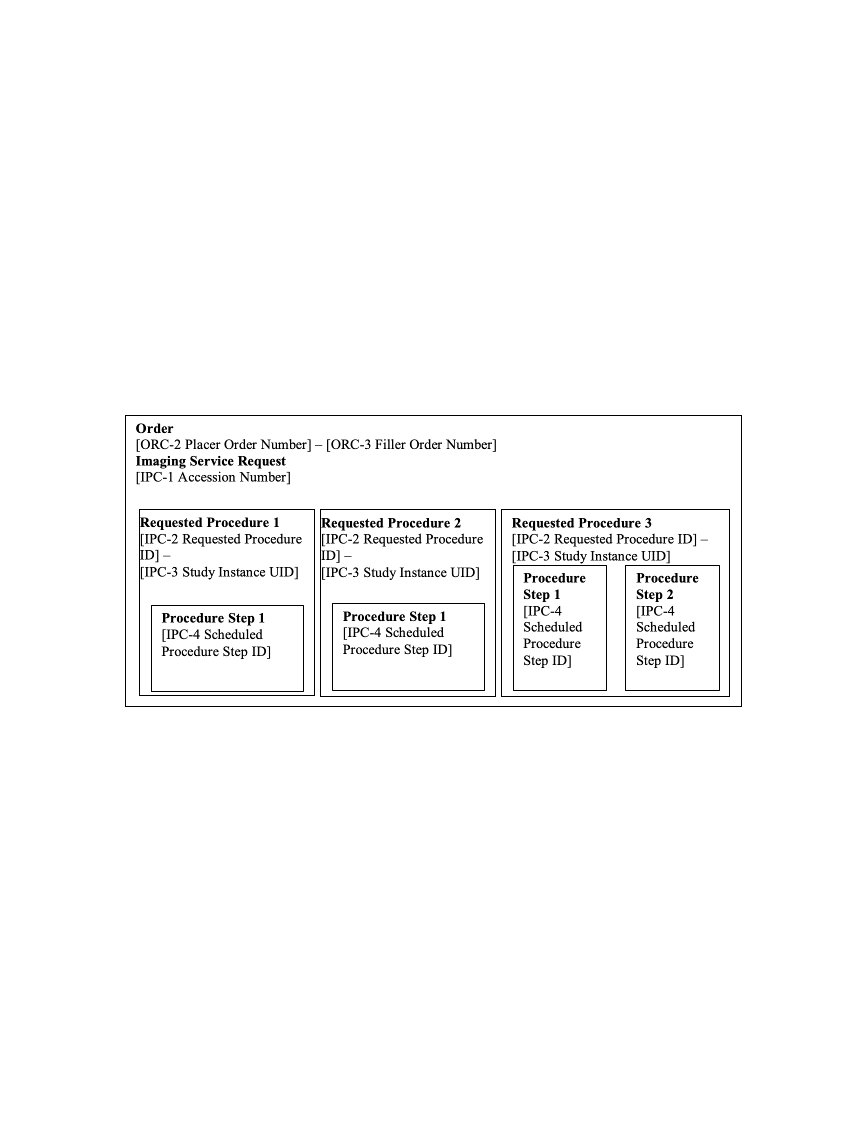 Order
[ORC-2 Placer Order Number] – [ORC-3 Filler Order Number]
Imaging Service Request
[IPC-1 Accession Number]
Requested Procedure 1
[IPC-2 Requested Procedure
ID] –
[IPC-3 Study Instance UID]
Procedure Step 1
[IPC-4 Scheduled
Procedure Step ID]
Requested Procedure 2
[IPC-2 Requested Procedure
ID] –
[IPC-3 Study Instance UID]
Procedure Step 1
[IPC-4 Scheduled
Procedure Step ID]
Requested Procedure 3
[IPC-2 Requested Procedure ID] –
[IPC-3 Study Instance UID]
Procedure
Step 1
[IPC-4
Scheduled
Procedure
Step ID]
Procedure
Step 2
[IPC-4
Scheduled
Procedure
Step ID]